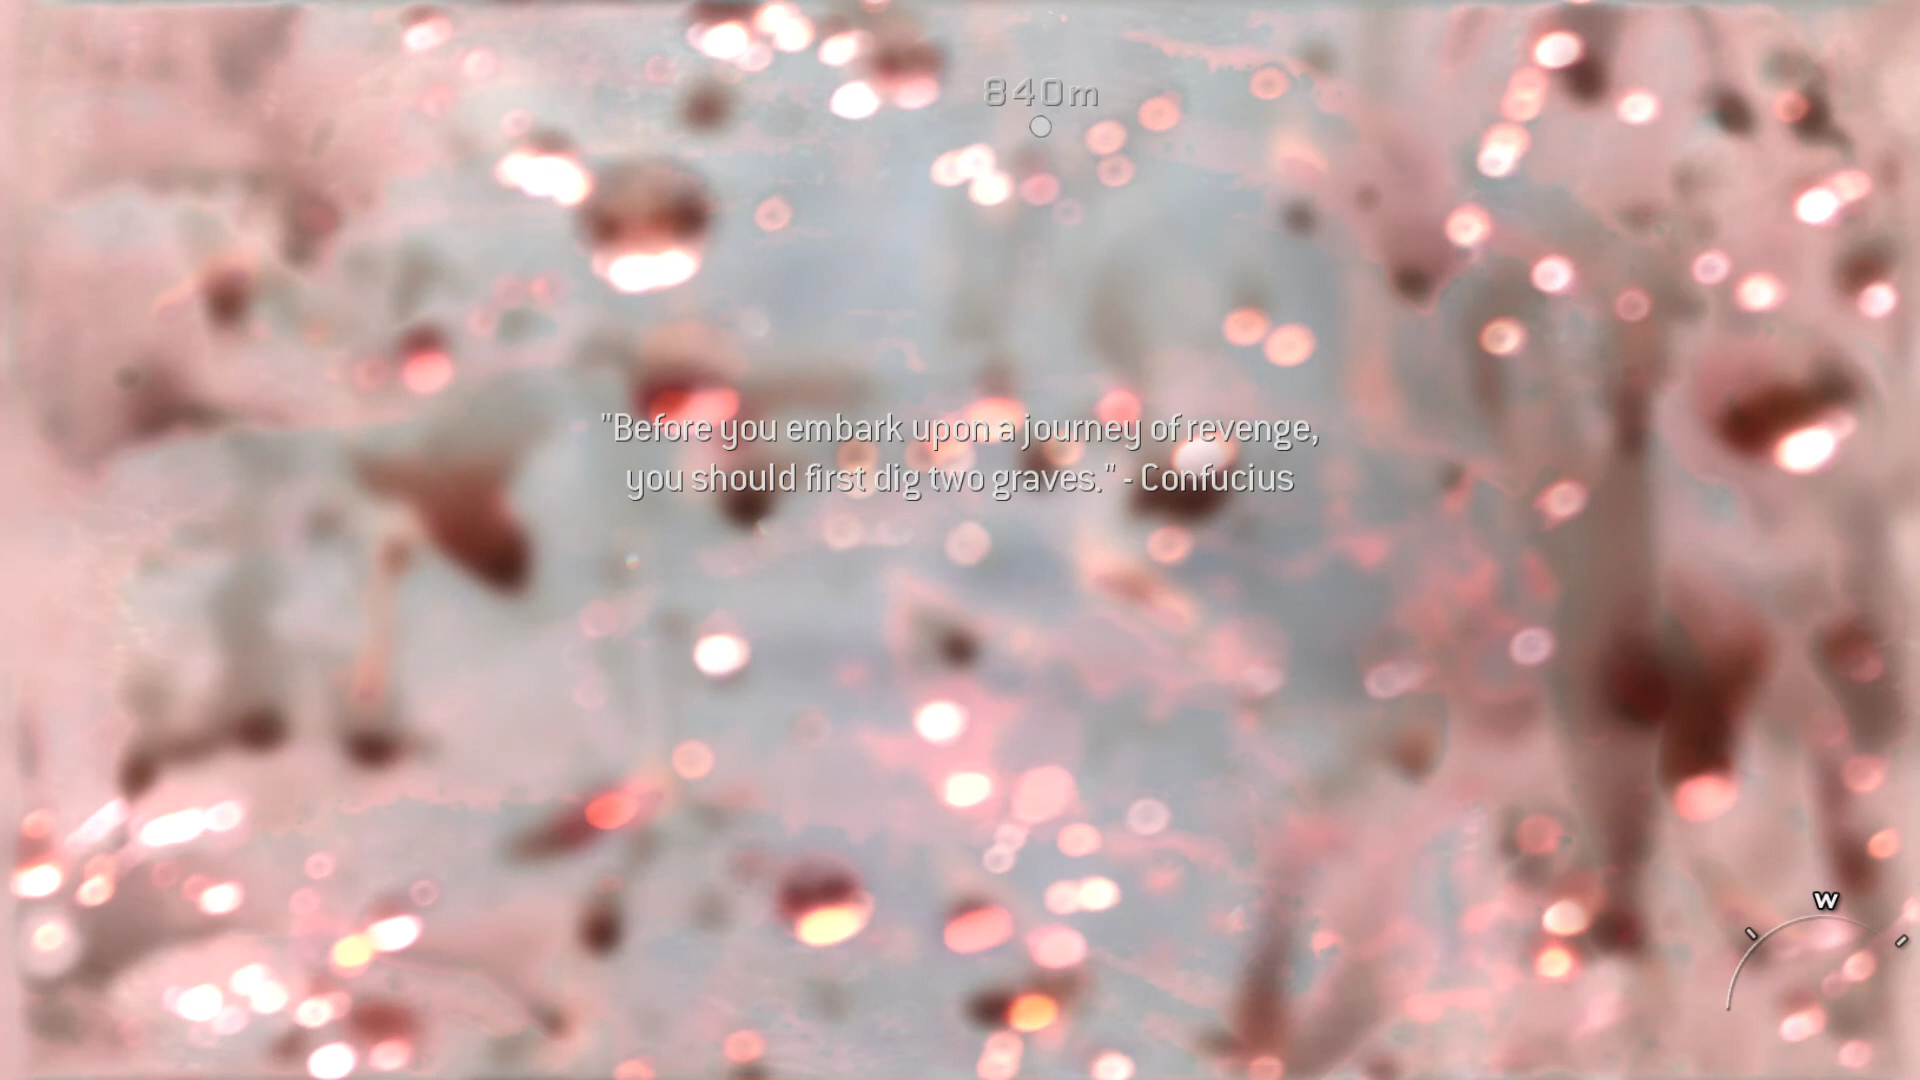 840m
"Before you embark upon a journey of revenge,
you should first dig two graves." - Confucius
W